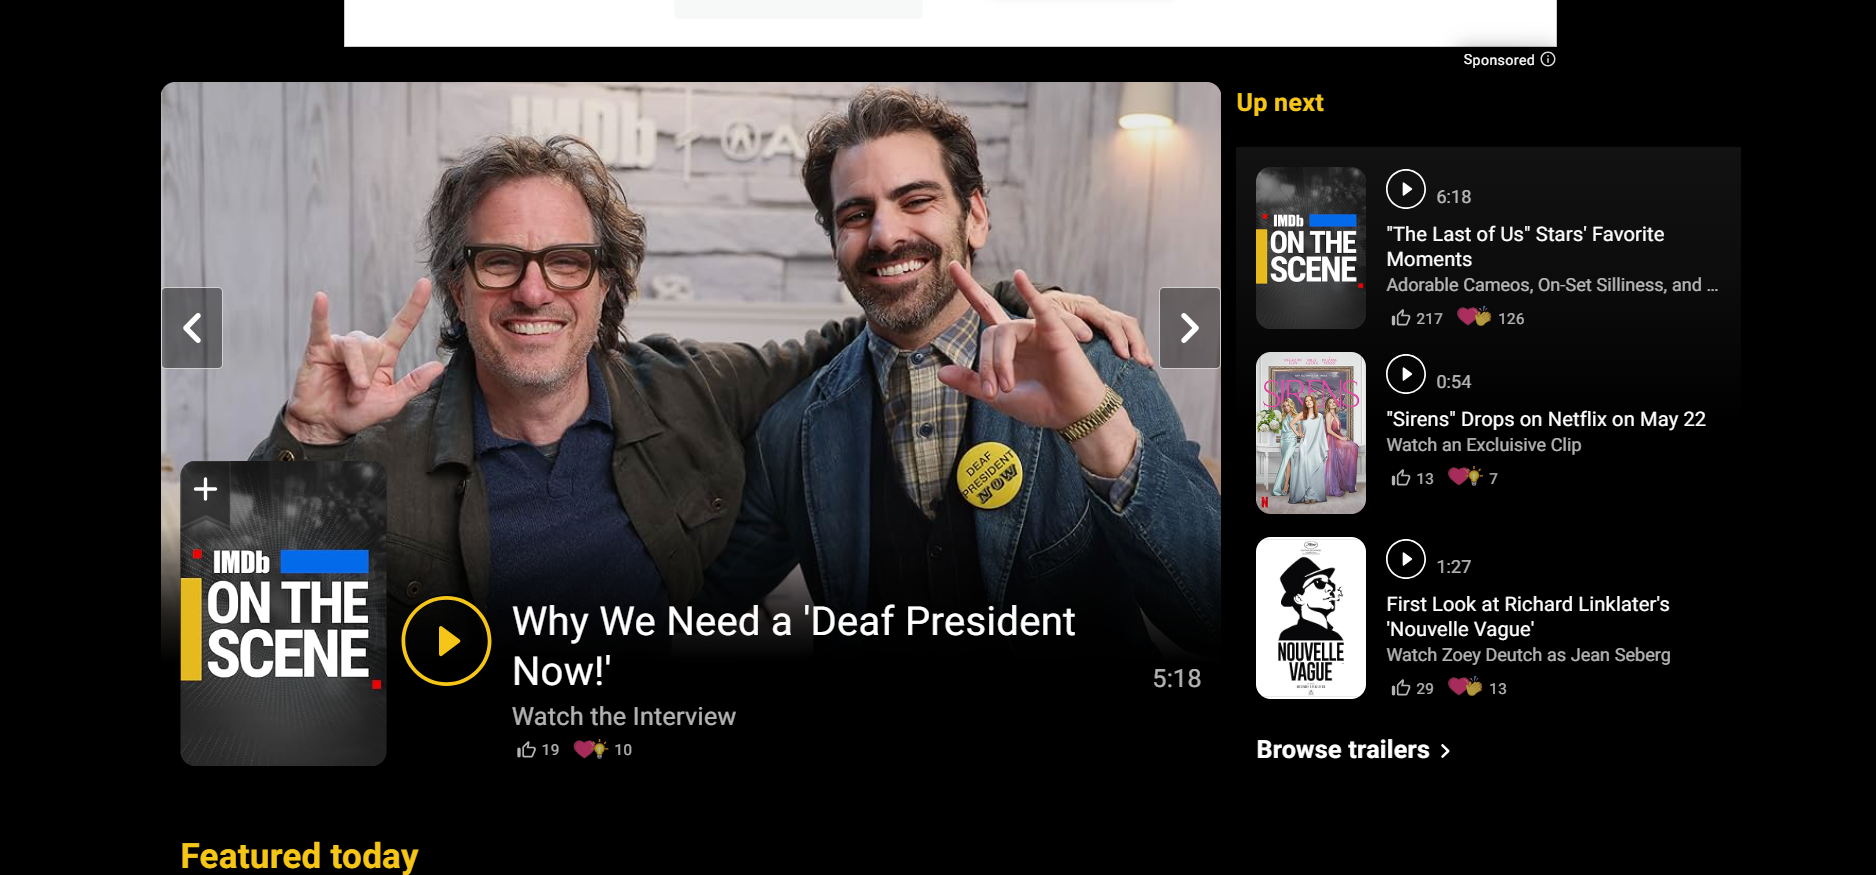 Sponsored
IMDb
DEAF
PRESIDENT
NOW
IMDb
ON THE
SCENE
Why We Need a 'Deaf President
Now!'
5:18
Watch the Interview
19
10
Up next
IMDb
ON THE
SCENE
6:18
"The Last of Us" Stars' Favorite
Moments
Adorable Cameos, On-Set Silliness, and ...
217
126
SIRENS
N
0:54
"Sirens" Drops on Netflix on May 22
Watch an Excluisive Clip
13
7
NOUVELLE
VAGUE
1:27
First Look at Richard Linklater's
'Nouvelle Vague'
Watch Zoey Deutch as Jean Seberg
29
13
Browse trailers
Featured today